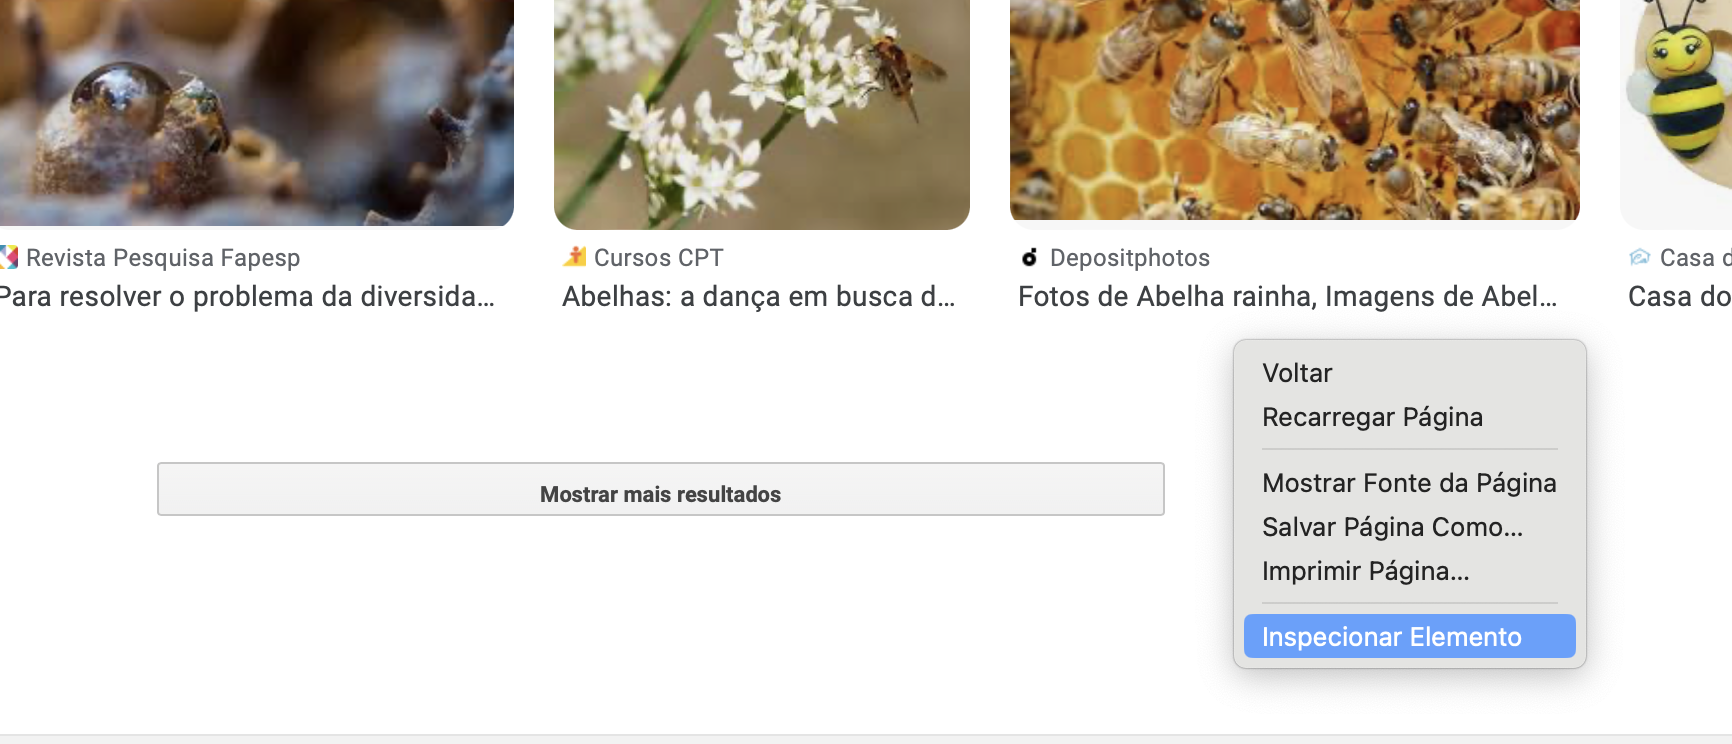 Revista Pesquisa Fapesp
Para resolver o problema da diversida...
Cursos CPT
Abelhas: a dança em busca d...
Depositphotos
Fotos de Abelha rainha, Imagens de Abel...
Casa d
Casa do
Voltar
Recarregar Página
Mostrar Fonte da Página
Salvar Página Como...
Imprimir Página...
Inspecionar Elemento
Mostrar mais resultados